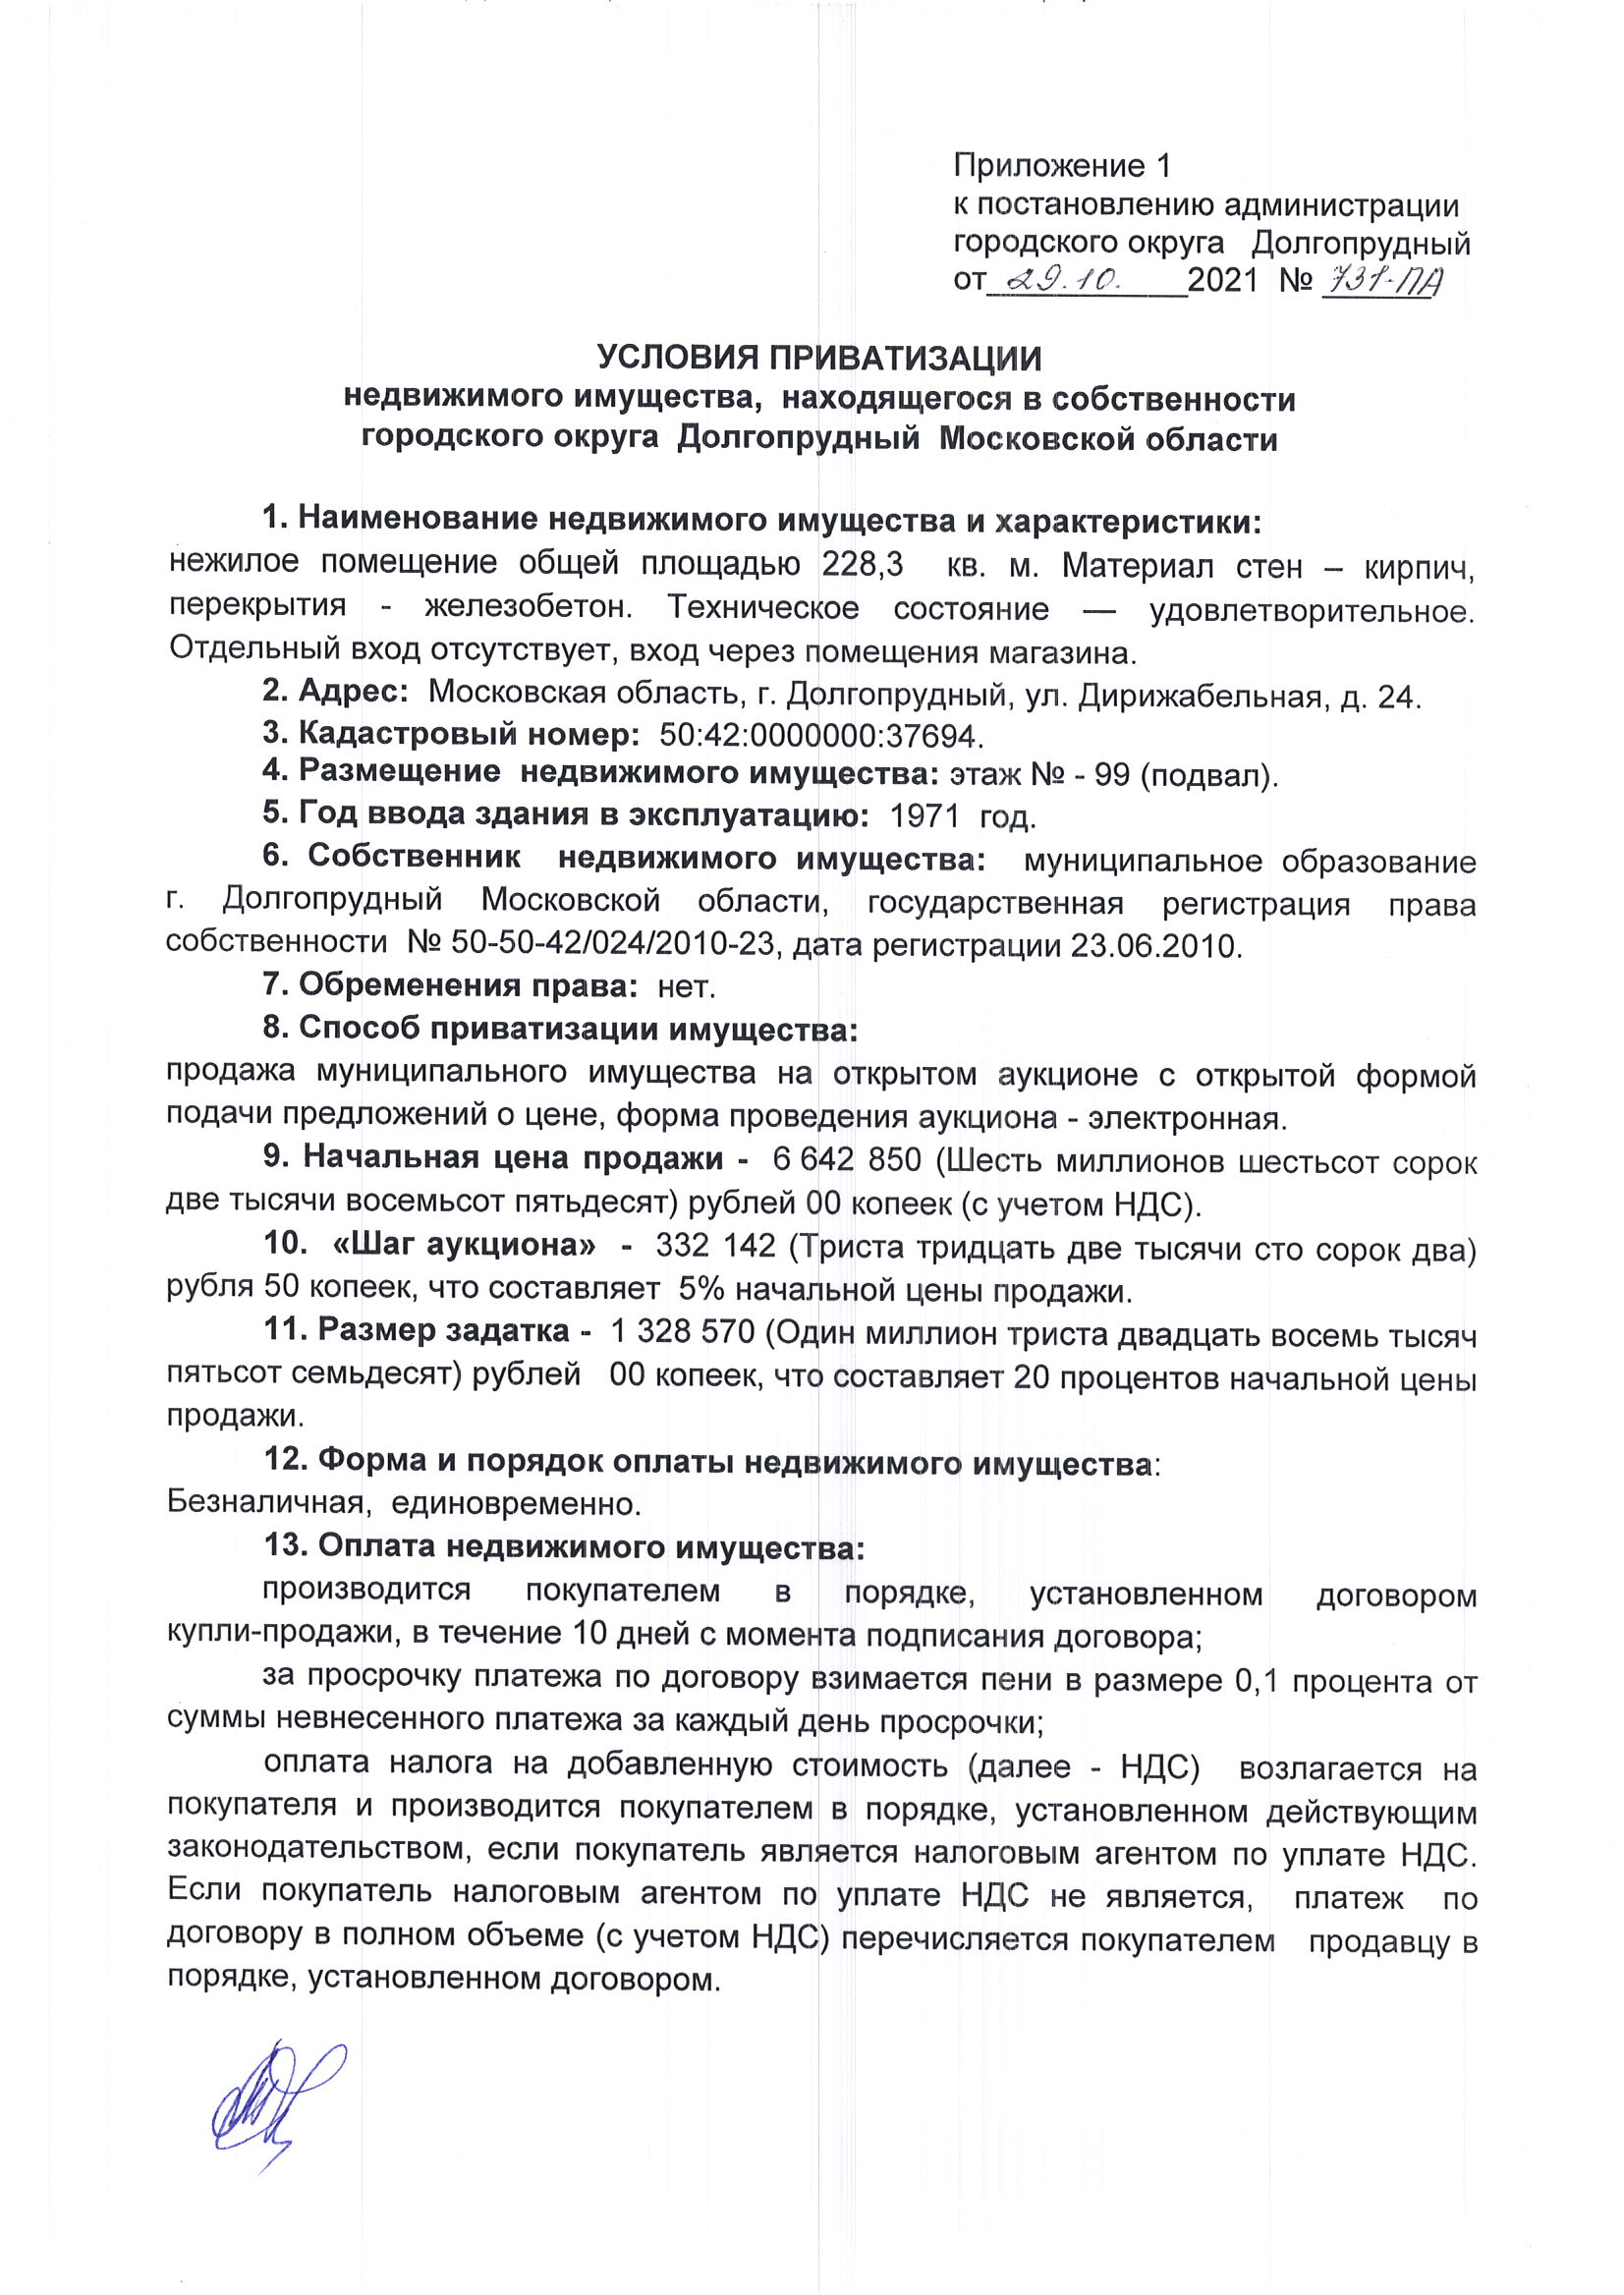 Приложение 1
к постановлению администрации
городского округа Долгопрудный
от 29.10. 2021 № 731-ПА
УСЛОВИЯ ПРИВАТИЗАЦИИ
недвижимого имущества, находящегося в собственности
городского округа Долгопрудный Московской области
1. Наименование недвижимого имущества и характеристики:
нежилое помещение общей площадью 228,3 кв. м. Материал стен – кирпич,
перекрытия - железобетон. Техническое состояние — удовлетворительное.
Отдельный вход отсутствует, вход через помещения магазина.
2. Адрес: Московская область, г. Долгопрудный, ул. Дирижабельная, д. 24.
3. Кадастровый номер: 50:42:0000000:37694.
4. Размещение недвижимого имущества: этаж № - 99 (подвал).
5. Год ввода здания в эксплуатацию: 1971 год.
6. Собственник недвижимого имущества: муниципальное образование
г. Долгопрудный Московской области, государственная регистрация права
собственности № 50-50-42/024/2010-23, дата регистрации 23.06.2010.
7. Обременения права: нет.
8. Способ приватизации имущества:
продажа муниципального имущества на открытом аукционе с открытой формой
подачи предложений о цене, форма проведения аукциона - электронная.
9. Начальная цена продажи - 6 642 850 (Шесть миллионов шестьсот сорок
две тысячи восемьсот пятьдесят) рублей 00 копеек (с учетом НДС).
10. «Шаг аукциона» - 332 142 (Триста тридцать две тысячи сто сорок два)
рубля 50 копеек, что составляет 5% начальной цены продажи.
11. Размер задатка - 1 328 570 (Один миллион триста двадцать восемь тысяч
пятьсот семьдесят) рублей 00 копеек, что составляет 20 процентов начальной цены
продажи.
12. Форма и порядок оплаты недвижимого имущества:
Безналичная, единовременно.
13. Оплата недвижимого имущества:
производится покупателем в порядке, установленном договором
купли-продажи, в течение 10 дней с момента подписания договора;
за просрочку платежа по договору взимается пени в размере 0,1 процента от
суммы невнесенного платежа за каждый день просрочки;
оплата налога на добавленную стоимость (далее - НДС) возлагается на
покупателя и производится покупателем в порядке, установленном действующим
законодательством, если покупатель является налоговым агентом по уплате НДС.
Если покупатель налоговым агентом по уплате НДС не является, платеж по
договору в полном объеме (с учетом НДС) перечисляется покупателем продавцу в
порядке, установленном договором.